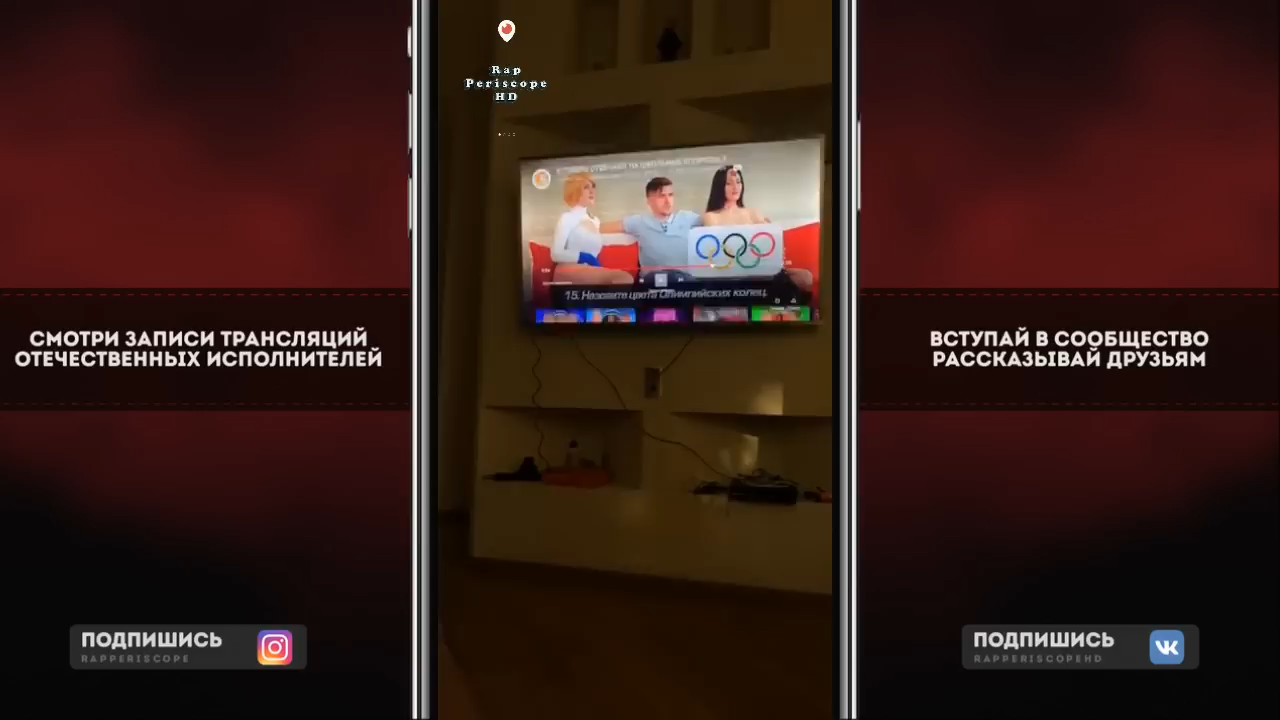 Rap
Periscope
HD
15. Назовите цвета Олимпийских колец.
СМОТРИ ЗАПИСИ ТРАНСЛЯЦИЙ
ОТЕЧЕСТВЕННЫХ ИСПОЛНИТЕЛЕЙ
ВСТУПАЙ В СООБЩЕСТВО
РАССКАЗЫВАЙ ДРУЗЬЯМ
ПОДПИШИСЬ
RAPPERISCOPE
ПОДПИШИСЬ
RAPPERISCOPEHD